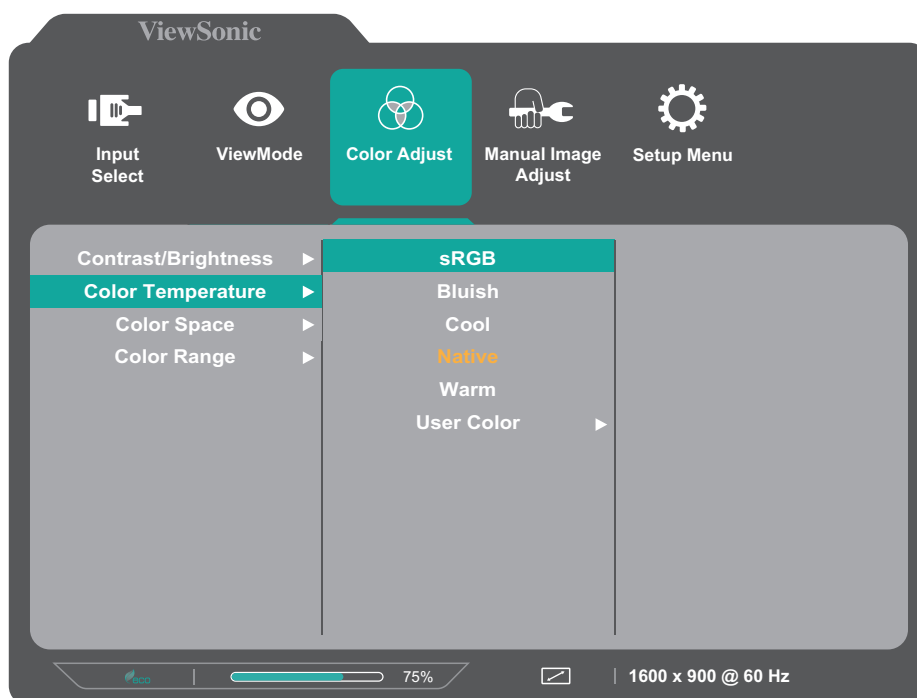 ViewSonic
Input
Select
ViewMode
Color Adjust
Manual Image
Adjust
Setup Menu
Contrast/Brightness
Color Temperature
Color Space
Color Range
sRGB
Bluish
Cool
Native
Warm
User Color
eco
75%
1600 x 900 @ 60 Hz